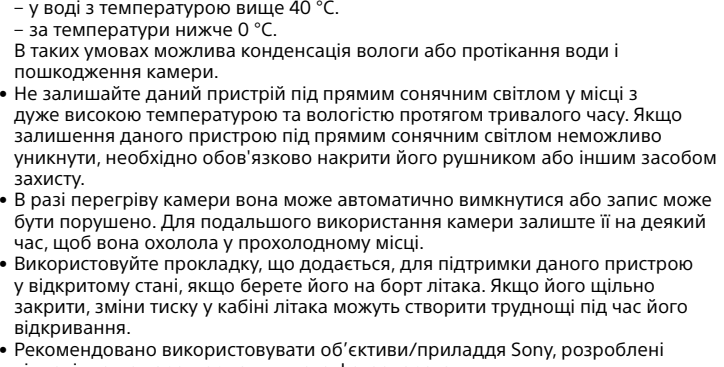 – у воді з температурою вище 40 °C.
– за температури нижче 0 °C.
В таких умовах можлива конденсація вологи або протікання води і
пошкодження камери.
• Не залишайте даний пристрій під прямим сонячним світлом у місці з
дуже високою температурою та вологістю протягом тривалого часу. Якщо
залишення даного пристрою під прямим сонячним світлом неможливо
уникнути, необхідно обов'язково накрити його рушником або іншим засобом
захисту.
• В разі перегріву камери вона може автоматично вимкнутися або запис може
бути порушено. Для подальшого використання камери залиште її на деякий
час, щоб вона охолола у прохолодному місці.
• Використовуйте прокладку, що додається, для підтримки даного пристрою
у відкритому стані, якщо берете його на борт літака. Якщо його щільно
закрити, зміни тиску у кабіні літака можуть створити труднощі під час його
відкривання.
• Рекомендовано використовувати об’єктиви/приладдя Sony, розроблені